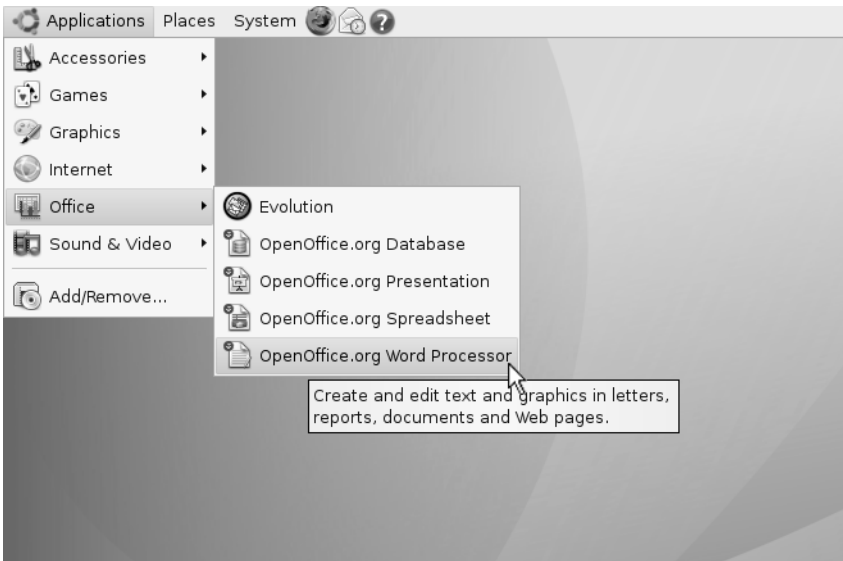 Applications Places System
Accessories
Games
Graphics
Internet
Office
Sound & Video
Add/Remove...
Evolution
OpenOffice.org Database
OpenOffice.org Presentation
OpenOffice.org Spreadsheet
OpenOffice.org Word Processor
Create and edit text and graphics in letters,
reports, documents and Web pages.